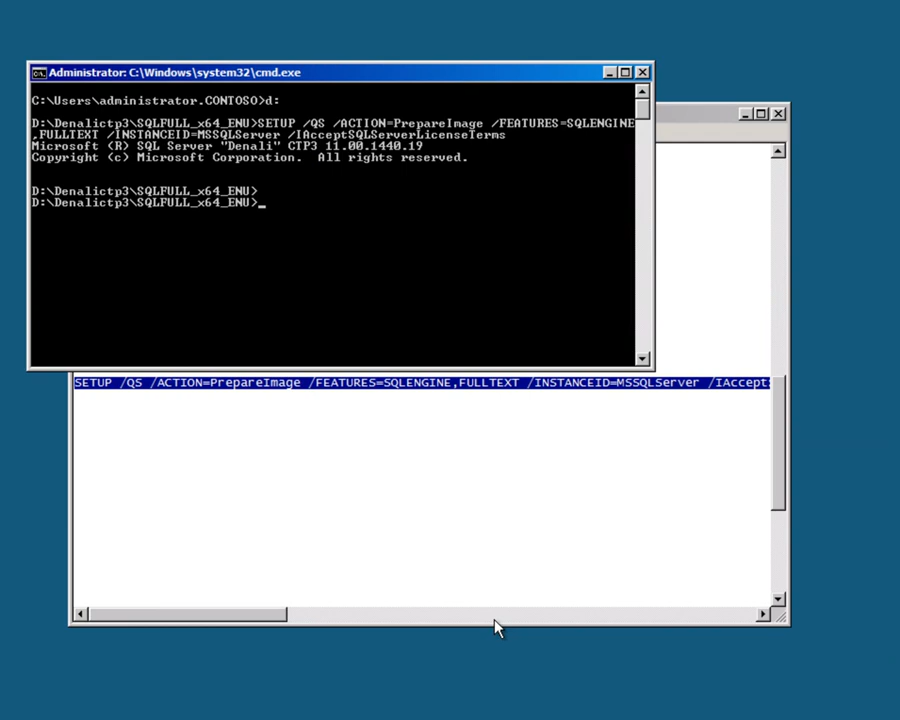 Administrator: C:\Windows\system32\cmd.exe
C:\Users\administrator.CONTOSO>d:
D:\Denalictp3\SQLFULL_x64_ENU>SETUP /QS /ACTION=PrepareImage /FEATURES=SQLENGINE
,FULLTEXT /INSTANCEID=MSSQLServer /IAcceptSQLServerLicenseTerms
Microsoft (R) SQL Server "Denali" CTP3 11.00.1440.19
Copyright (c) Microsoft Corporation.  All rights reserved.
D:\Denalictp3\SQLFULL_x64_ENU>
D:\Denalictp3\SQLFULL_x64_ENU>_
SETUP /QS /ACTION=PrepareImage /FEATURES=SQLENGINE,FULLTEXT /INSTANCEID=MSSQLServer /IAccept